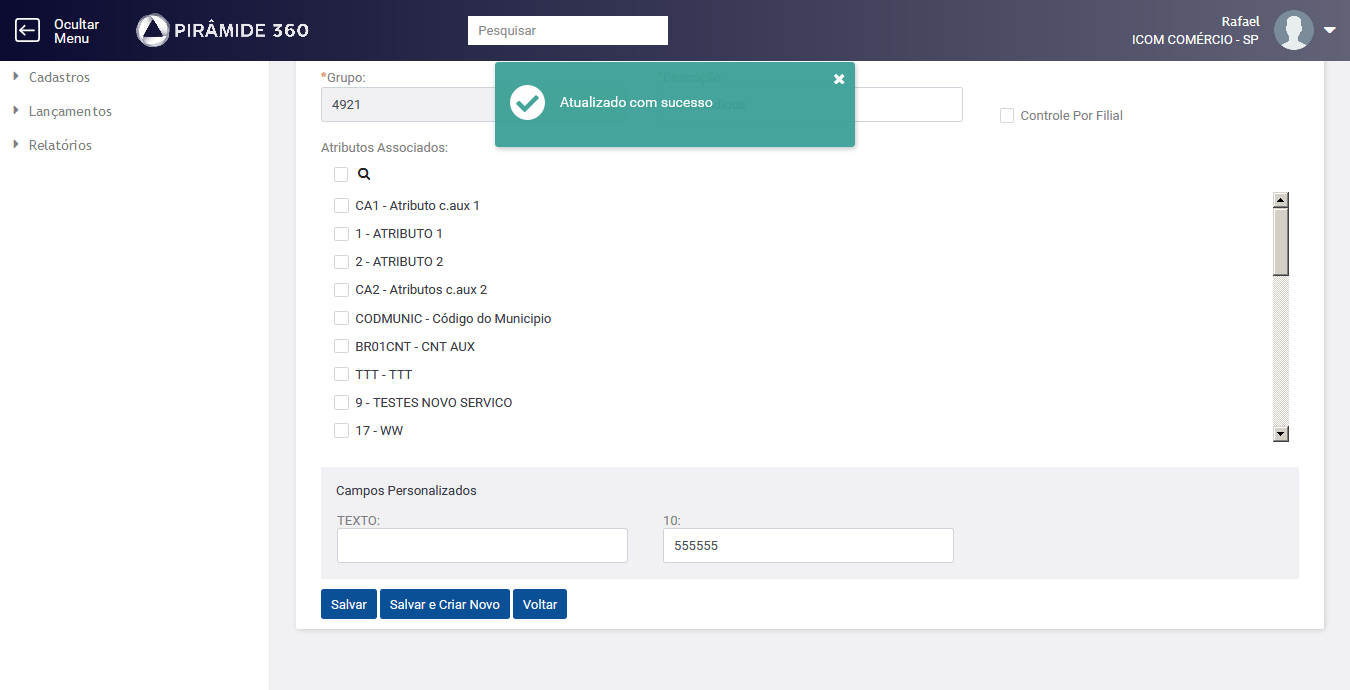 Ocultar
Menu
PIRÂMIDE 360
Pesquisar
Rafael
ICOM COMÉRCIO - SP
Cadastros
Lançamentos
Relatórios
*Grupo:
*Descrição:
4921
Atualizado com sucesso
Controle Por Filial
Atributos Associados:
CA1 - Atributo c.aux 1
1 - ATRIBUTO 1
2 - ATRIBUTO 2
CA2 - Atributos c.aux 2
CODMUNIC - Código do Municipio
BR01CNT - CNT AUX
TTT - TTT
9 - TESTES NOVO SERVICO
17 - WW
Campos Personalizados
TEXTO:
10:
555555
Salvar
Salvar e Criar Novo
Voltar